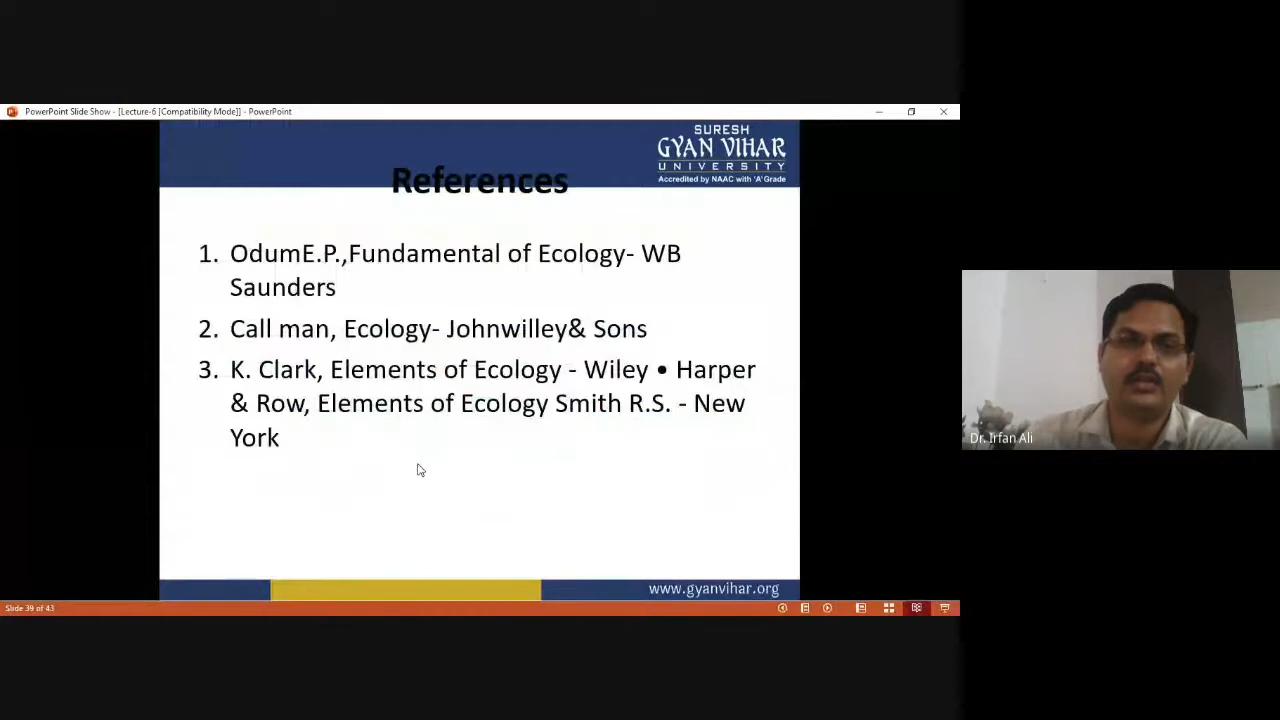 PowerPoint Slide Show - [Lecture-6 [Compatibility Mode]] - PowerPoint
SURESH
GYAN VIHAR
UNIVERSITY
Accredited by NAAC with 'A' Grade
References
1. OdumE.P.,Fundamental of Ecology- WB
Saunders
2. Call man, Ecology- Johnwilley& Sons
3. K. Clark, Elements of Ecology - Wiley • Harper
& Row, Elements of Ecology Smith R.S. - New
York
Dr. Irfan Ali
www.gyanvihar.org
Slide 39 of 43